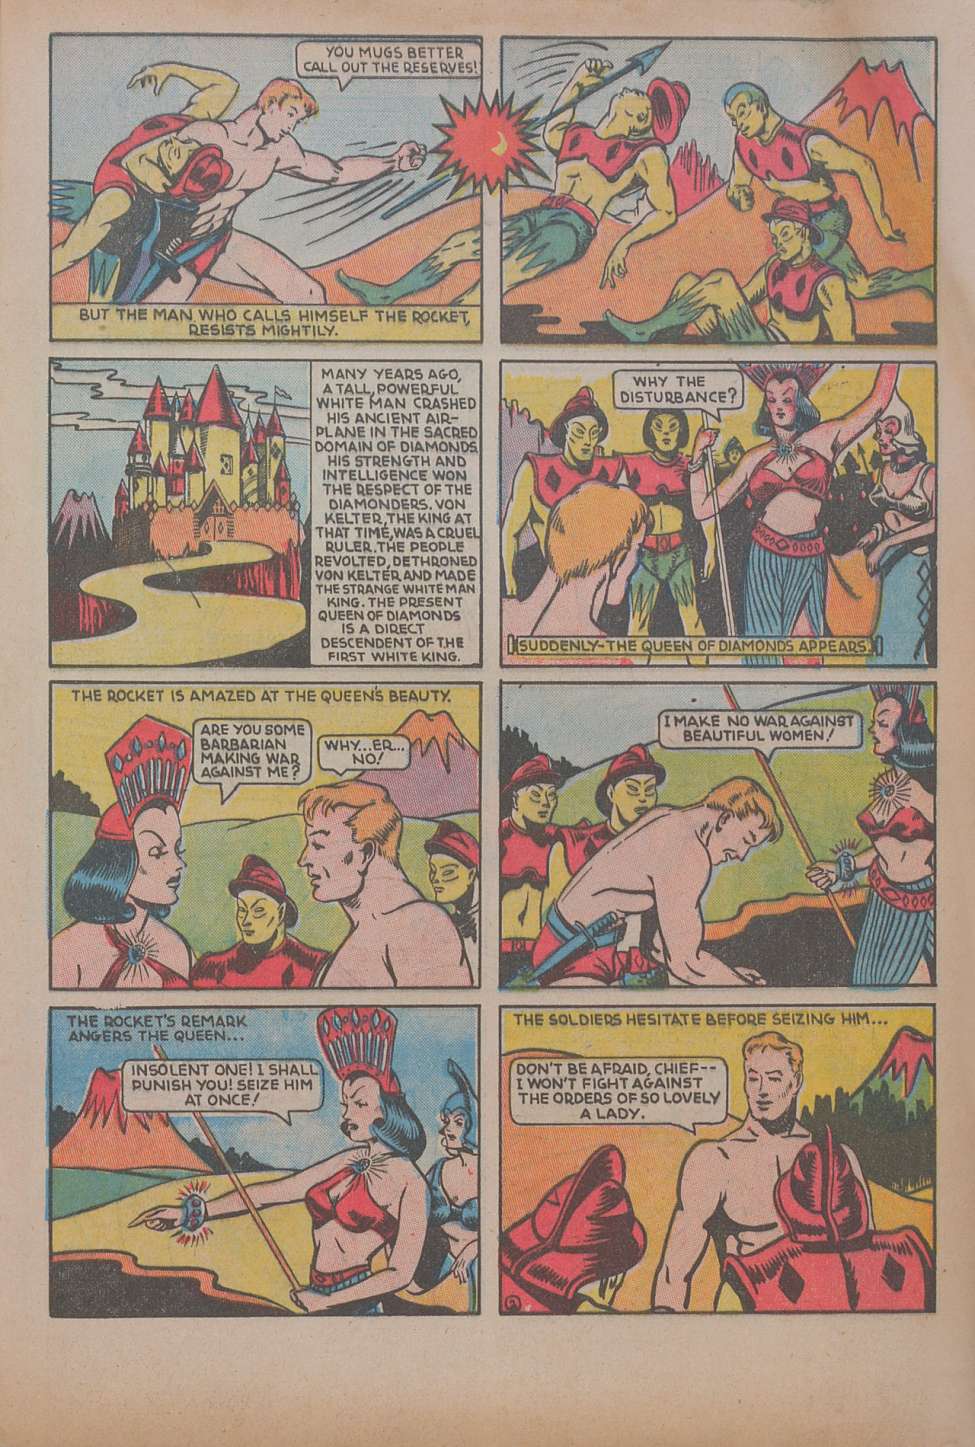 YOU MUGS BETTER
CALL OUT THE RESERVES!
BUT THE MAN WHO CALLS HIMSELF THE ROCKET,
RESISTS MIGHTILY.
MANY YEARS AGO,
A TALL, POWERFUL
WHITE MAN CRASHED
HIS ANCIENT AIR-
PLANE IN THE SACRED
DOMAIN OF DIAMONDS.
HIS STRENGTH AND
INTELLIGENCE WON
THE RESPECT OF THE
DIAMONDERS. VON
KELTER, THE KING AT
THAT TIME, WAS A CRUEL
RULER. THE PEOPLE
REVOLTED, DETHRONED
VON KELTER AND MADE
THE STRANGE WHITE MAN
KING. THE PRESENT
QUEEN OF DIAMONDS
IS A DIRECT
DESCENDENT OF THE
FIRST WHITE KING.
WHY THE
DISTURBANCE?
SUDDENLY-THE QUEEN OF DIAMONDS APPEARS.
THE ROCKET IS AMAZED AT THE QUEEN'S BEAUTY.
ARE YOU SOME
BARBARIAN
MAKING WAR
AGAINST ME?
WHY...ER...
NO!
I MAKE NO WAR AGAINST
BEAUTIFUL WOMEN!
THE ROCKET'S REMARK
ANGERS THE QUEEN...
INSOLENT ONE! I SHALL
PUNISH YOU! SEIZE HIM
AT ONCE!
THE SOLDIERS HESITATE BEFORE SEIZING HIM...
DON'T BE AFRAID, CHIEF--
I WON'T FIGHT AGAINST
THE ORDERS OF SO LOVELY
A LADY.
2